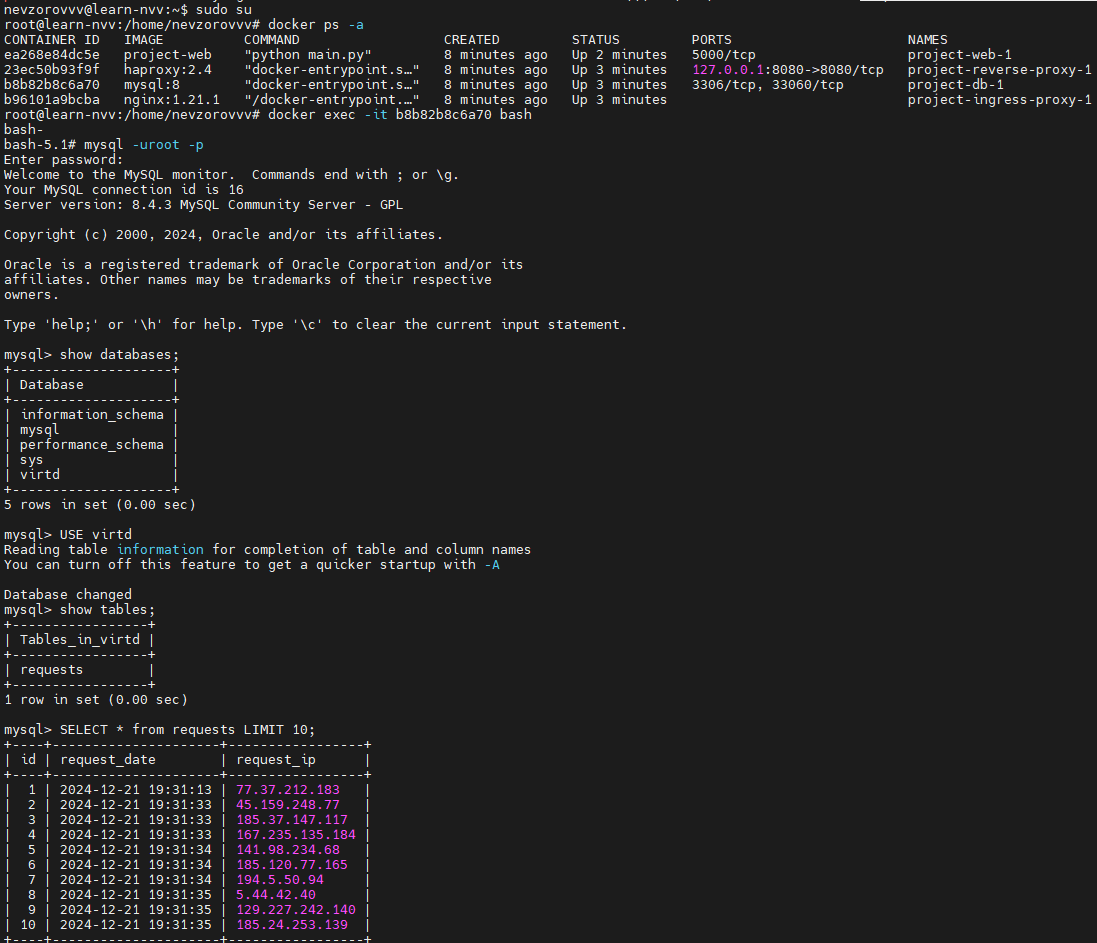 nevzorovvv@learn-nvv:~$ sudo su
root@learn-nvv:/home/nevzorovvv# docker ps -a
CONTAINER ID   IMAGE          COMMAND                  CREATED         STATUS         PORTS                      NAMES
ea268e84dc5e   project-web    "python main.py"         8 minutes ago   Up 2 minutes   5000/tcp                   project-web-1
23ec50b93f9f   haproxy:2.4    "docker-entrypoint.s…"   8 minutes ago   Up 3 minutes   127.0.0.1:8080->8080/tcp   project-reverse-proxy-1
b8b82b8c6a70   mysql:8        "docker-entrypoint.s…"   8 minutes ago   Up 3 minutes   3306/tcp, 33060/tcp        project-db-1
b96101a9bcba   nginx:1.21.1   "/docker-entrypoint.…"   8 minutes ago   Up 3 minutes                              project-ingress-proxy-1
root@learn-nvv:/home/nevzorovvv# docker exec -it b8b82b8c6a70 bash
bash-
bash-5.1# mysql -uroot -p
Enter password:
Welcome to the MySQL monitor.  Commands end with ; or \g.
Your MySQL connection id is 16
Server version: 8.4.3 MySQL Community Server - GPL

Copyright (c) 2000, 2024, Oracle and/or its affiliates.

Oracle is a registered trademark of Oracle Corporation and/or its
affiliates. Other names may be trademarks of their respective
owners.

Type 'help;' or '\h' for help. Type '\c' to clear the current input statement.

mysql> show databases;
+--------------------+
| Database           |
+--------------------+
| information_schema |
| mysql              |
| performance_schema |
| sys                |
| virtd              |
+--------------------+
5 rows in set (0.00 sec)

mysql> USE virtd
Reading table information for completion of table and column names
You can turn off this feature to get a quicker startup with -A

Database changed
mysql> show tables;
+-----------------+
| Tables_in_virtd |
+-----------------+
| requests        |
+-----------------+
1 row in set (0.00 sec)

mysql> SELECT * from requests LIMIT 10;
+----+---------------------+-----------------+
| id | request_date        | request_ip      |
+----+---------------------+-----------------+
|  1 | 2024-12-21 19:31:13 | 77.37.212.183   |
|  2 | 2024-12-21 19:31:33 | 45.159.248.77   |
|  3 | 2024-12-21 19:31:33 | 185.37.147.117  |
|  4 | 2024-12-21 19:31:33 | 167.235.135.184 |
|  5 | 2024-12-21 19:31:34 | 141.98.234.68   |
|  6 | 2024-12-21 19:31:34 | 185.120.77.165  |
|  7 | 2024-12-21 19:31:34 | 194.5.50.94     |
|  8 | 2024-12-21 19:31:35 | 5.44.42.40      |
|  9 | 2024-12-21 19:31:35 | 129.227.242.140 |
| 10 | 2024-12-21 19:31:35 | 185.24.253.139  |
+----+---------------------+-----------------+